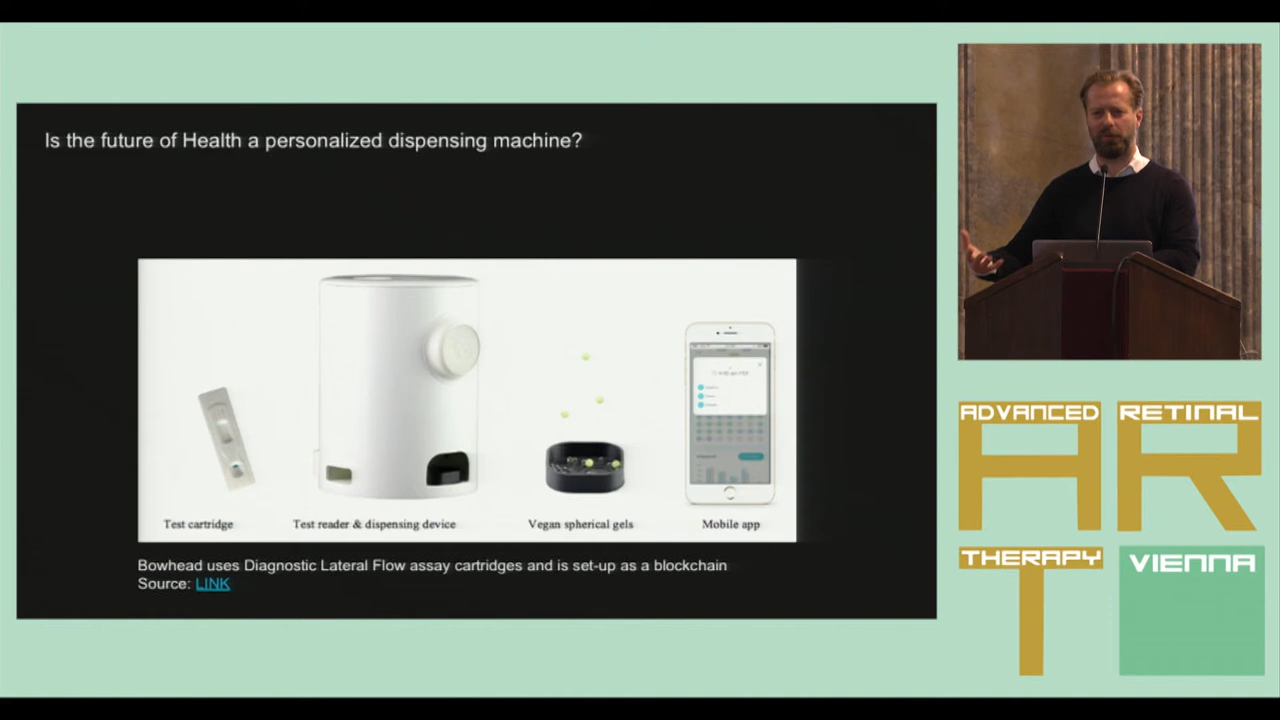 Is the future of Health a personalized dispensing machine?
Test cartridge
Test reader & dispensing device
Vegan spherical gels
Mobile app
Bowhead uses Diagnostic Lateral Flow assay cartridges and is set-up as a blockchain
Source: LINK
ADVANCED
RETINAL
A
R
THERAPY
VIENNA
T